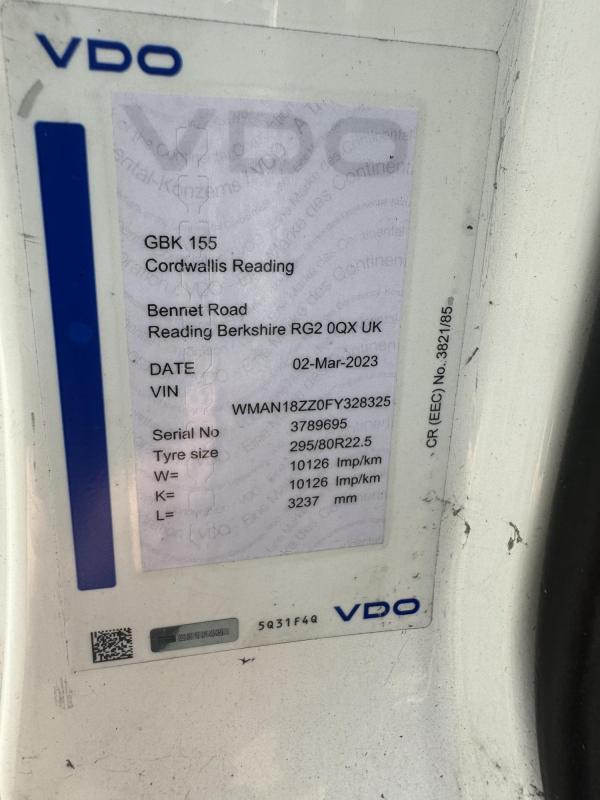 VDO
VDO
GBK 155
Cordwallis Reading
Bennet Road
Reading Berkshire RG2 0QX UK
DATE 02-Mar-2023
VIN
WMAN18ZZ0FY328325
Serial No 3789695
Tyre size 295/80R22.5
W= 10126 Imp/km
K= 10126 Imp/km
L= 3237 mm
CR (EEC) No. 3821/85
5Q31F4Q
VDO